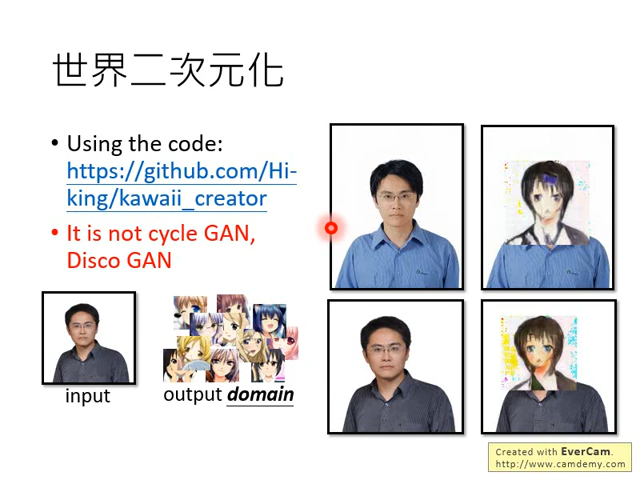 世界二次元化
• Using the code:
https://github.com/Hi-
king/kawaii_creator
• It is not cycle GAN,
Disco GAN
input
output domain
Created with EverCam.
http://www.camdemy.com